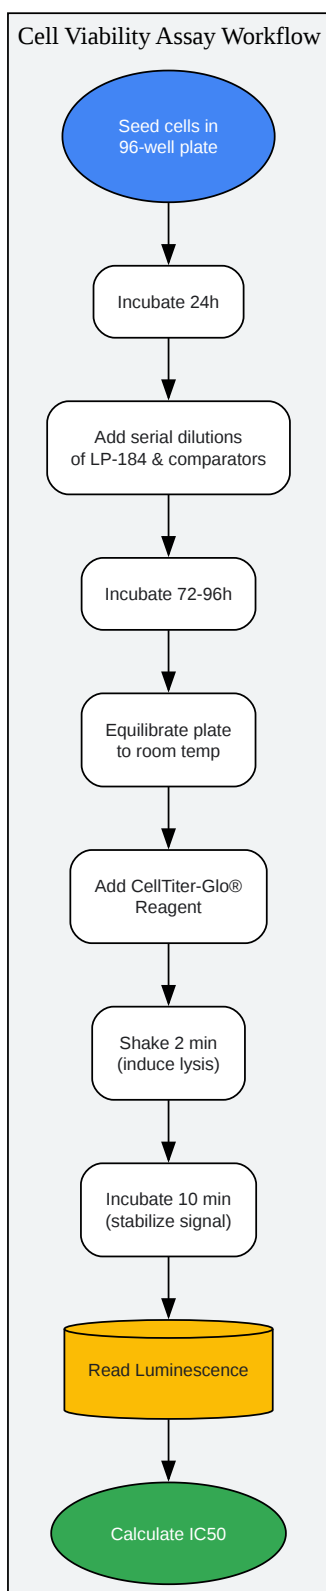 Cell Viability Assay Workflow
Seed cells in
96-well plate
Incubate 24h
Add serial dilutions
of LP-184 & comparators
Incubate 72-96h
Equilibrate plate
to room temp
Add CellTiter-Glo®
Reagent
Shake 2 min
(induce lysis)
Incubate 10 min
(stabilize signal)
Read Luminescence
Calculate IC50